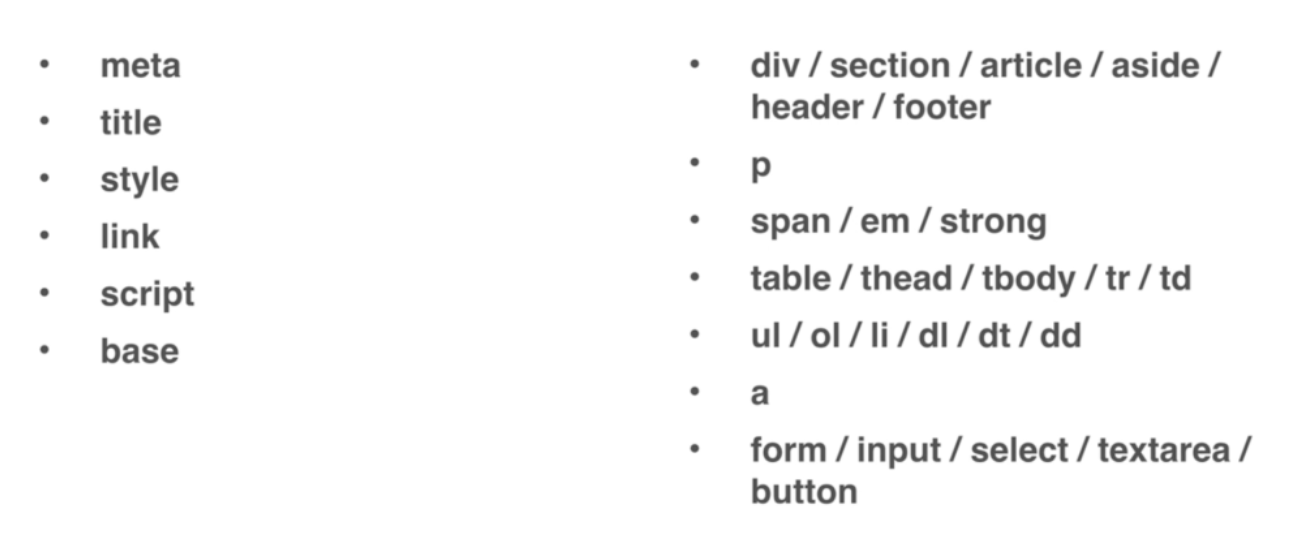 • meta
• title
• style
• link
• script
• base
• div / section / article / aside /
header / footer
• p
• span / em / strong
• table / thead / tbody / tr / td
• ul / ol / li / dl / dt / dd
• a
• form / input / select / textarea /
button